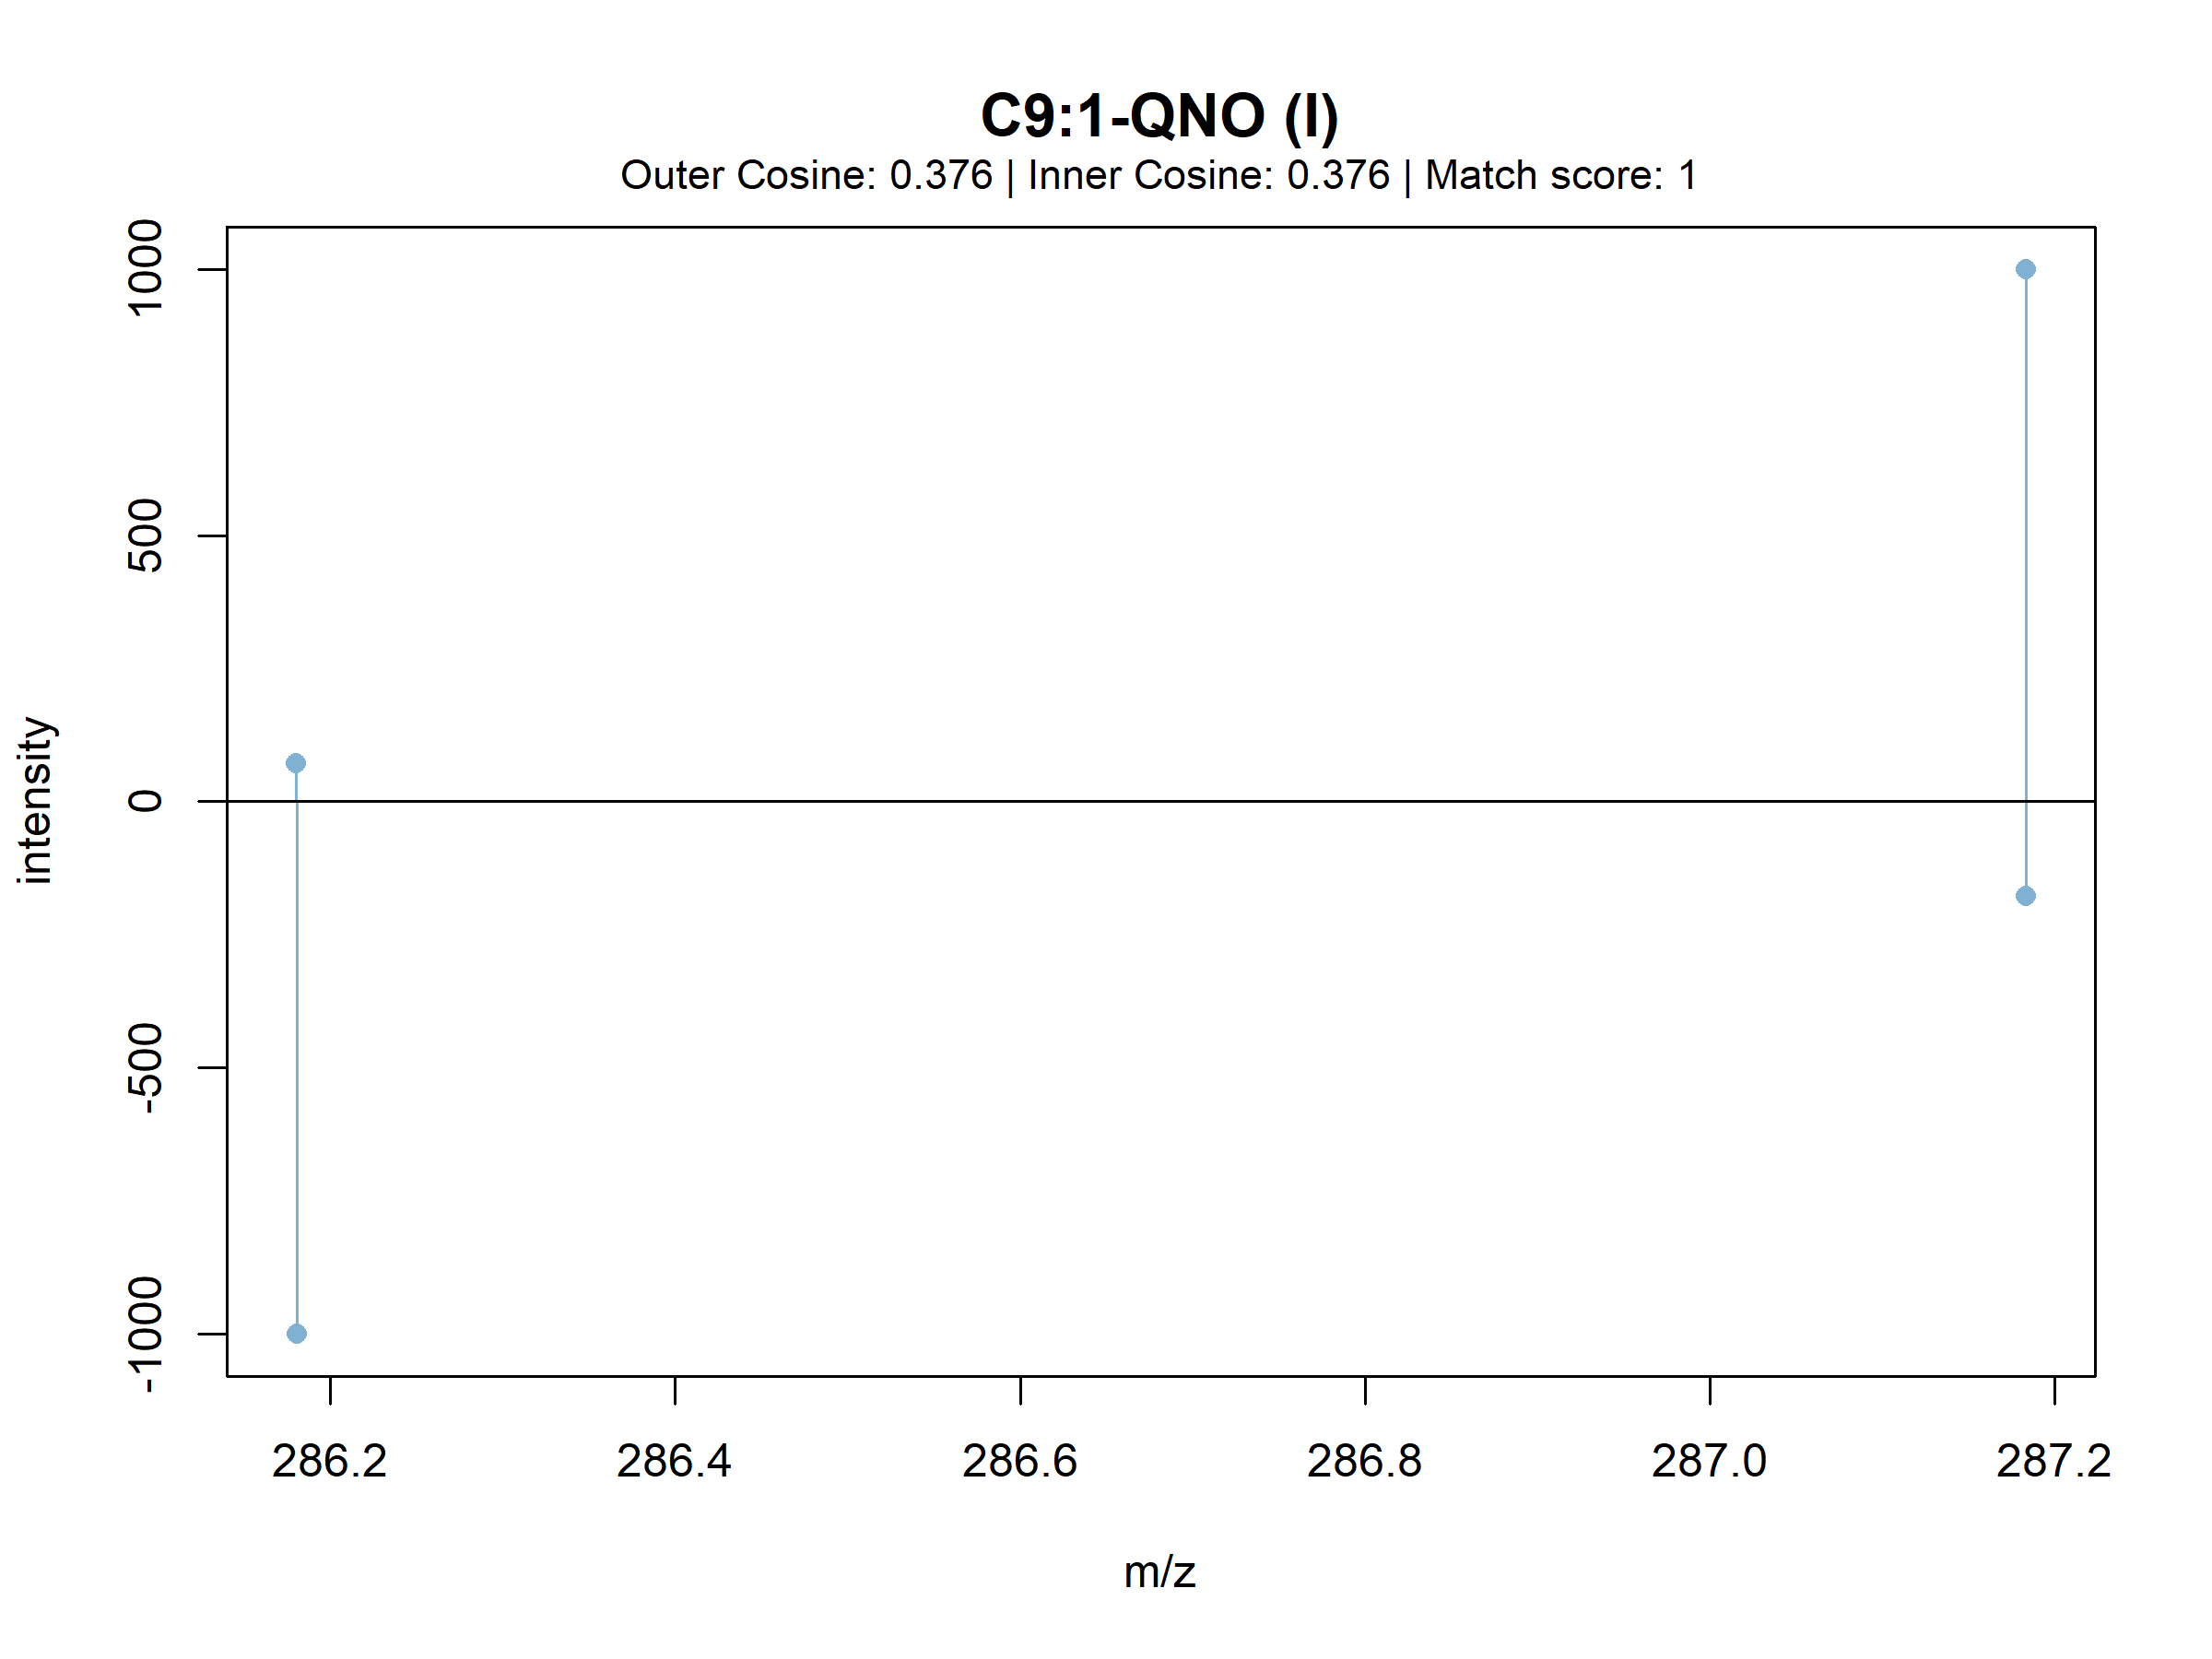 C9:1-QNO (I)
Outer Cosine: 0.376 | Inner Cosine: 0.376 | Match score: 1
1000
500
0
-500
-1000
intensity
286.2 286.4 286.6 286.8 287.0 287.2
m/z